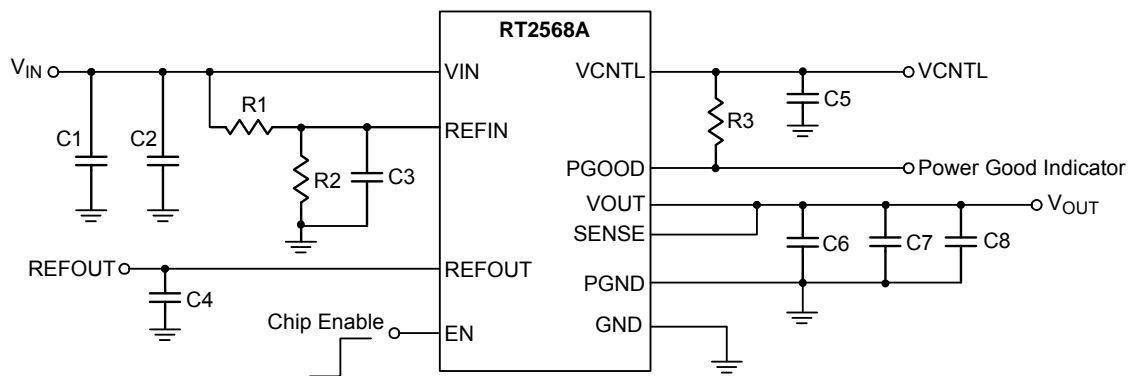 RT2568A
VIN
VIN
VCNTL
VCNTL
R1
C5
C1
C2
REFIN
R3
R2
C3
PGOOD
Power Good Indicator
VOUT
VOUT
SENSE
C6
C7
C8
REFOUT
REFOUT
PGND
C4
Chip Enable
EN
GND